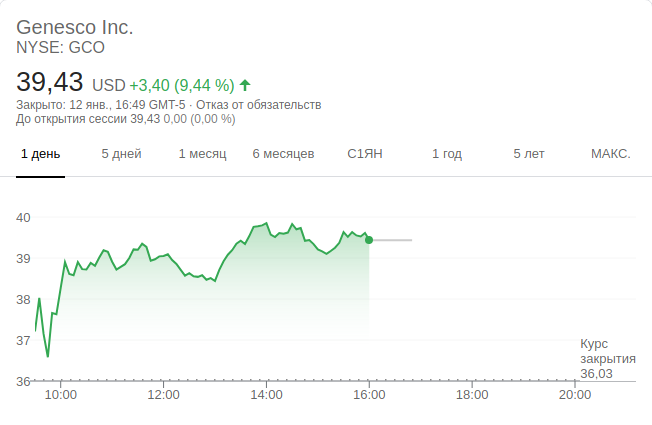 Genesco Inc.
NYSE: GCO
39,43 USD +3,40 (9,44 %)
Закрыто: 12 янв., 16:49 GMT-5 · Отказ от обязательств
До открытия сессии 39,43 0,00 (0,00 %)
1 день 5 дней 1 месяц 6 месяцев С1ЯН 1 год 5 лет МАКС.
40
39
38
37
Курс
закрытия
36,03
36
10:00 12:00 14:00 16:00 18:00 20:00